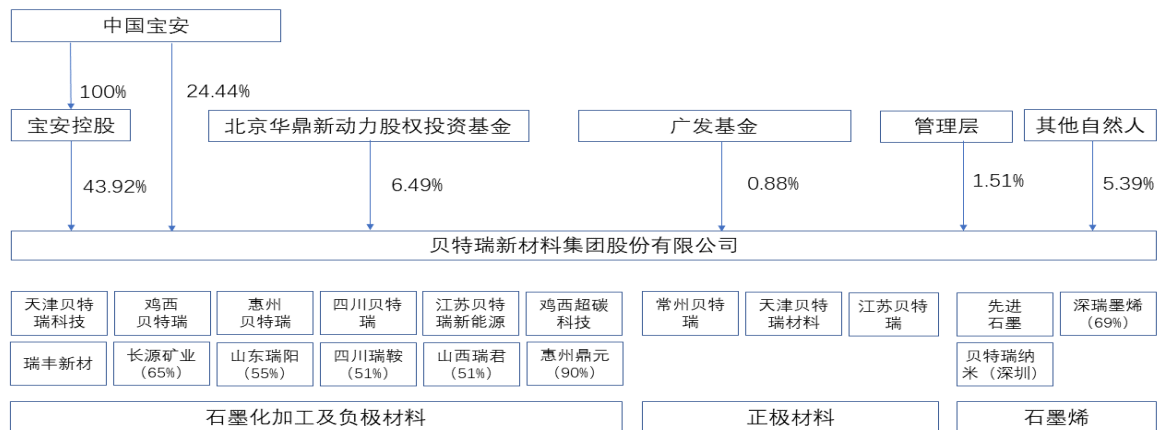 中国宝安
100%
24.44%
宝安控股
北京华鼎新动力股权投资基金
广发基金
管理层
其他自然人
43.92%
6.49%
0.88%
1.51%
5.39%
贝特瑞新材料集团股份有限公司
天津贝特
瑞科技
鸡西
贝特瑞
惠州
贝特瑞
四川贝特
瑞
江苏贝特
瑞新能源
鸡西超碳
科技
常州贝特
瑞
天津贝特
瑞材料
江苏贝特
瑞
先进
石墨
深瑞墨烯
(69%)
瑞丰新材
长源矿业
(65%)
山东瑞阳
(55%)
四川瑞鞍
(51%)
山西瑞君
(51%)
惠州鼎元
(90%)
贝特瑞纳
米（深圳）
石墨化加工及负极材料
正极材料
石墨烯